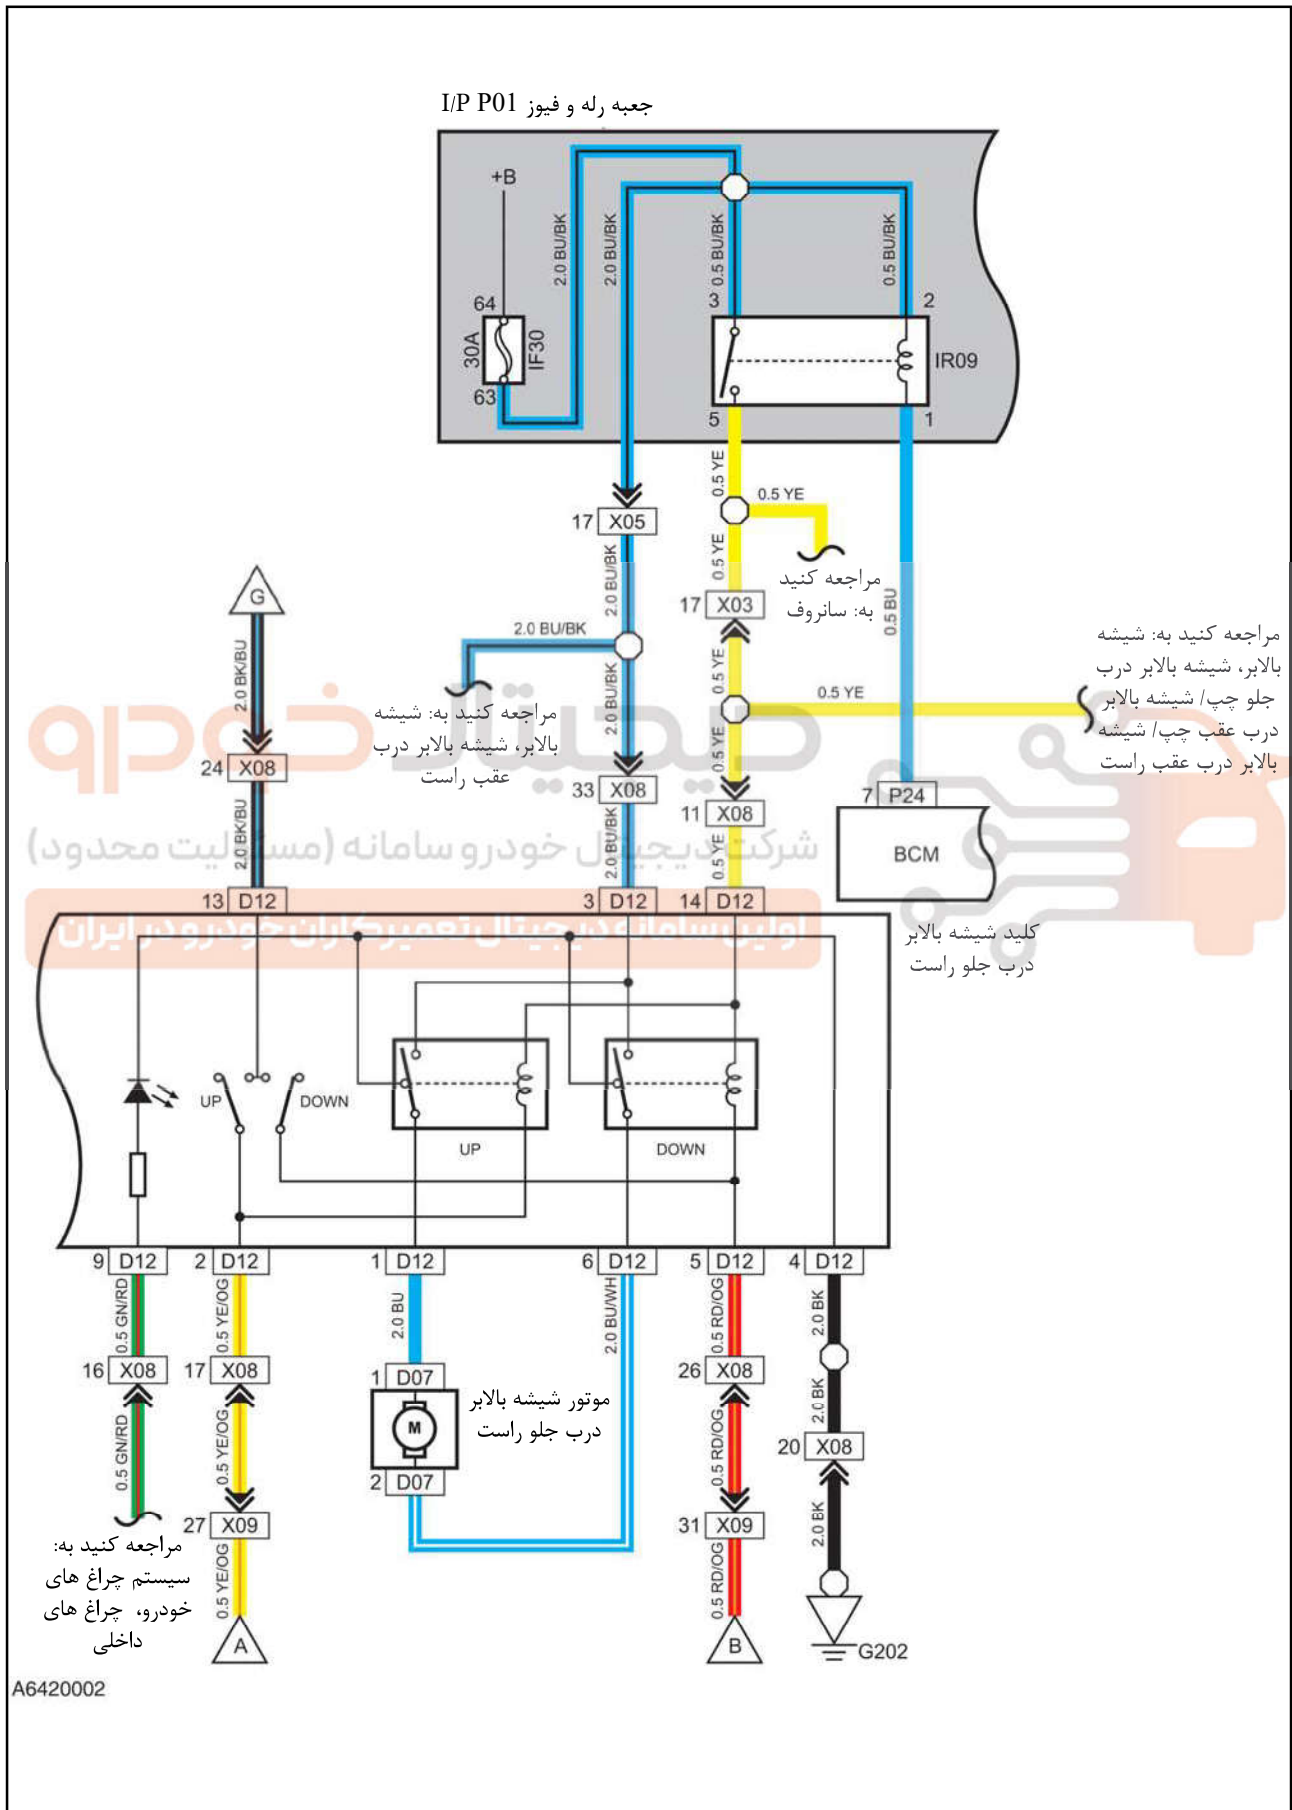 جعبه رله و فیوز I/P P01
+B
2.0 BU/BK
2.0 BU/BK
0.5 BU/BK
0.5 BU/BK
64
3
2
30A
IF30
IR09
63
5
1
0.5 YE
0.5 YE
17 X05
0.5 YE
2.0 BU/BK
مراجعه کنید
به: سانروف
G
17 X03
0.5 BU
2.0 BU/BK
مراجعه کنید به: شیشه
بالابر، شیشه بالابر درب
جلو چپ/ شیشه بالابر
درب عقب چپ/ شیشه
بالابر درب عقب راست
2.0 BK/BU
2.0 BU/BK
0.5 YE
0.5 YE
مراجعه کنید به: شیشه
بالابر، شیشه بالابر درب
عقب راست
دیجیتال خودرو
0.5 YE
24 X08
33 X08
7 P24
11 X08
2.0 BK/BU
2.0 BU/BK
0.5 YE
BCM
شرکت دیجیتال خودرو سامانه (مسئولیت محدود)
13 D12
3 D12
14 D12
اولین سامانه دیجیتال تعمیرکاران خودرو در ایران
کلید شیشه بالابر
درب جلو راست
UP
DOWN
UP
DOWN
9 D12
2 D12
1 D12
6 D12
5 D12
4 D12
0.5 GN/RD
0.5 YE/OG
2.0 BU
2.0 BU/WH
0.5 RD/OG
2.0 BK
16 X08
17 X08
1 D07
26 X08
M
موتور شیشه بالابر
درب جلو راست
0.5 GN/RD
0.5 YE/OG
0.5 RD/OG
2.0 BK
20 X08
2 D07
27 X09
31 X09
2.0 BK
مراجعه کنید به:
سیستم چراغ های
خودرو، چراغ های
داخلی
0.5 YE/OG
0.5 RD/OG
A
B
G202
A6420002